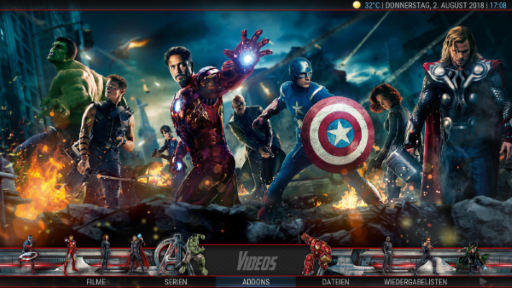 32°C | DONNERSTAG, 2. AUGUST 2018 | 17:08
VIDEOS
FILME SERIEN ADDONS DATEIEN WIEDERGABELISTEN